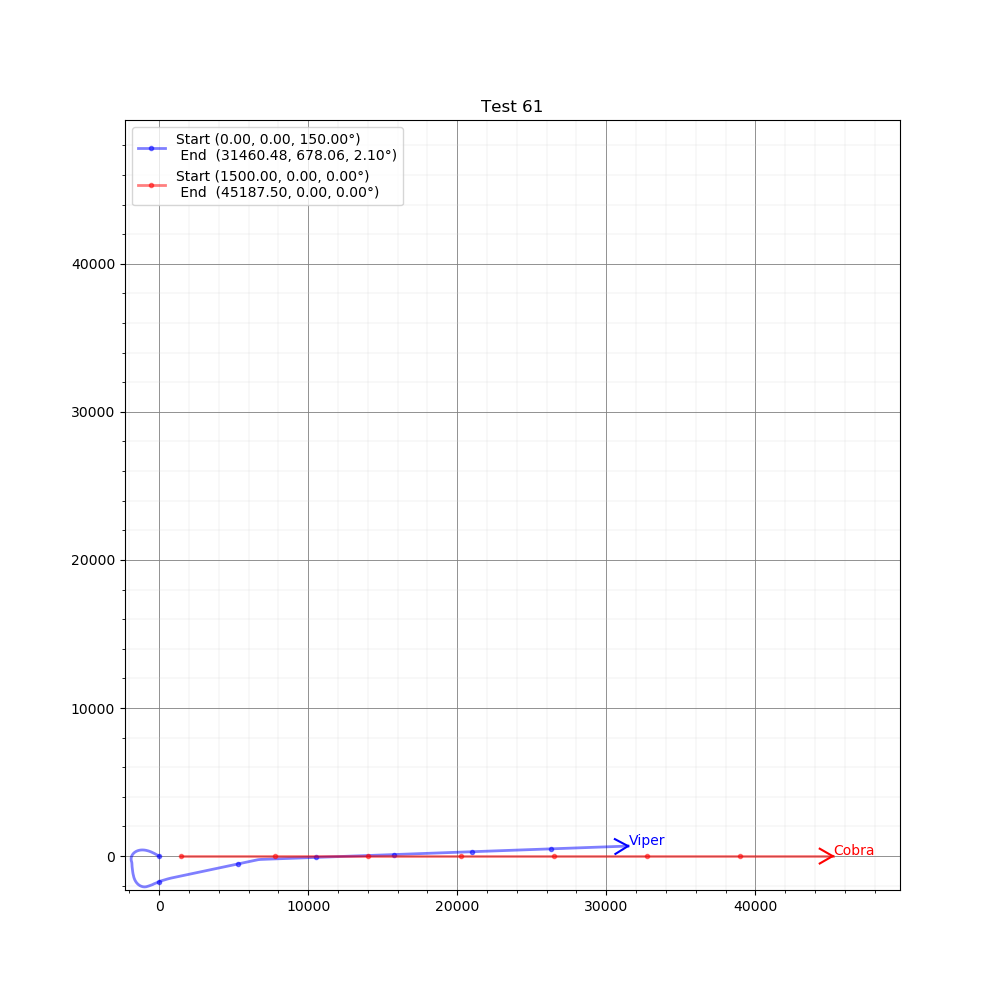 Test 61
Start (0.00, 0.00, 150.00°)
End  (31460.48, 678.06, 2.10°)
Start (1500.00, 0.00, 0.00°)
End  (45187.50, 0.00, 0.00°)
40000
30000
20000
10000
0
Viper
Cobra
0
10000
20000
30000
40000